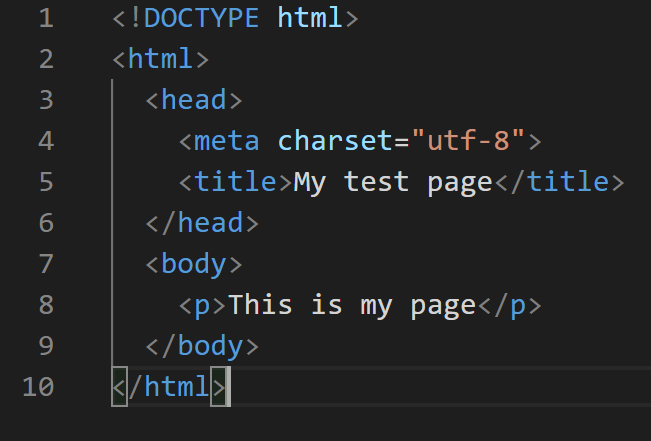 1 <!DOCTYPE html>
2 <html>
3   <head>
4     <meta charset="utf-8">
5     <title>My test page</title>
6   </head>
7   <body>
8     <p>This is my page</p>
9   </body>
10 </html>